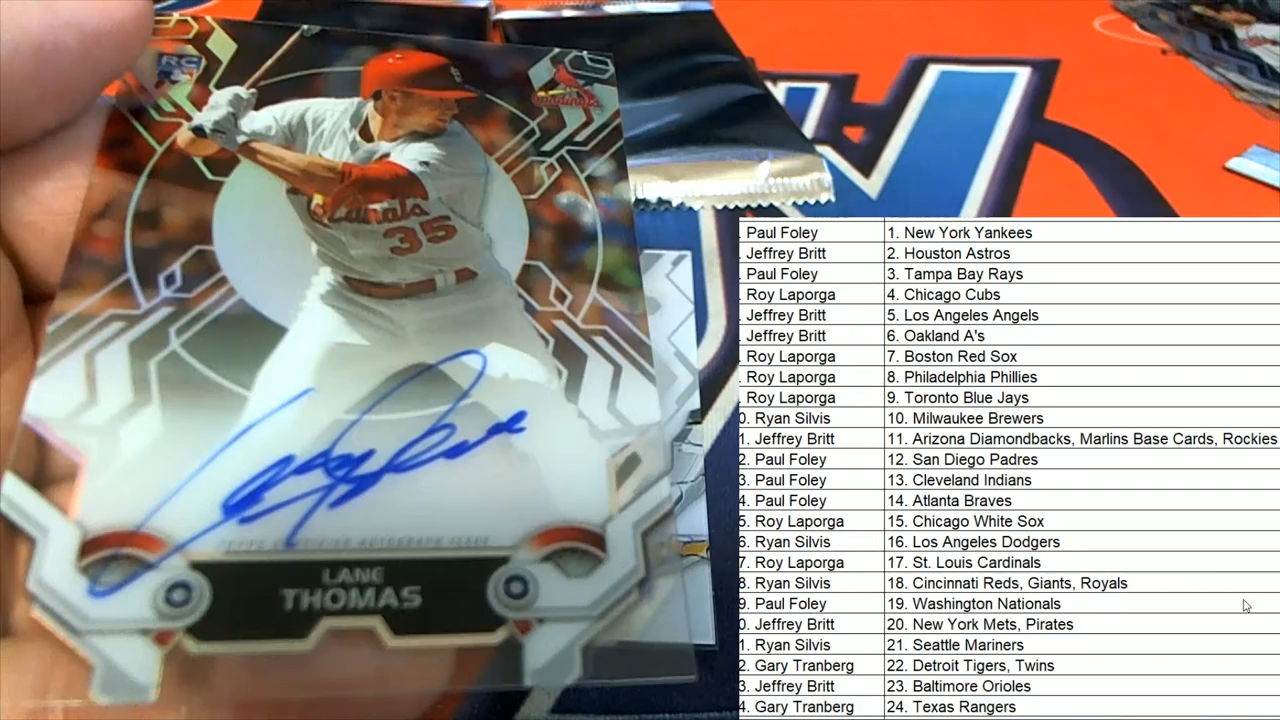 RC
Cardinals
Cardinals
35
TOPPS CERTIFIED AUTOGRAPH ISSUE
LANE
THOMAS
. Paul Foley 1. New York Yankees
. Jeffrey Britt 2. Houston Astros
. Paul Foley 3. Tampa Bay Rays
. Roy Laporga 4. Chicago Cubs
. Jeffrey Britt 5. Los Angeles Angels
. Jeffrey Britt 6. Oakland A's
. Roy Laporga 7. Boston Red Sox
. Roy Laporga 8. Philadelphia Phillies
. Roy Laporga 9. Toronto Blue Jays
0. Ryan Silvis 10. Milwaukee Brewers
1. Jeffrey Britt 11. Arizona Diamondbacks, Marlins Base Cards, Rockies
2. Paul Foley 12. San Diego Padres
3. Paul Foley 13. Cleveland Indians
4. Paul Foley 14. Atlanta Braves
5. Roy Laporga 15. Chicago White Sox
6. Ryan Silvis 16. Los Angeles Dodgers
7. Roy Laporga 17. St. Louis Cardinals
8. Ryan Silvis 18. Cincinnati Reds, Giants, Royals
9. Paul Foley 19. Washington Nationals
0. Jeffrey Britt 20. New York Mets, Pirates
1. Ryan Silvis 21. Seattle Mariners
2. Gary Tranberg 22. Detroit Tigers, Twins
3. Jeffrey Britt 23. Baltimore Orioles
4. Gary Tranberg 24. Texas Rangers